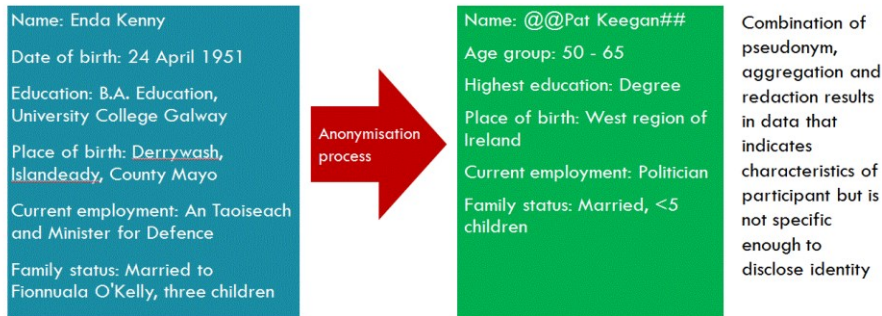 Name: Enda Kenny
Date of birth: 24 April 1951
Education: B.A. Education,
University College Galway
Place of birth: Derrywash,
Islandeady, County Mayo
Current employment: An Taoiseach
and Minister for Defence
Family status: Married to
Fionnuala O'Kelly, three children
Anonymisation
process
Name: @@Pat Keegan##
Age group: 50 - 65
Highest education: Degree
Place of birth: West region of
Ireland
Current employment: Politician
Family status: Married, <5
children
Combination of
pseudonym,
aggregation and
redaction results
in data that
indicates
characteristics of
participant but is
not specific
enough to
disclose identity